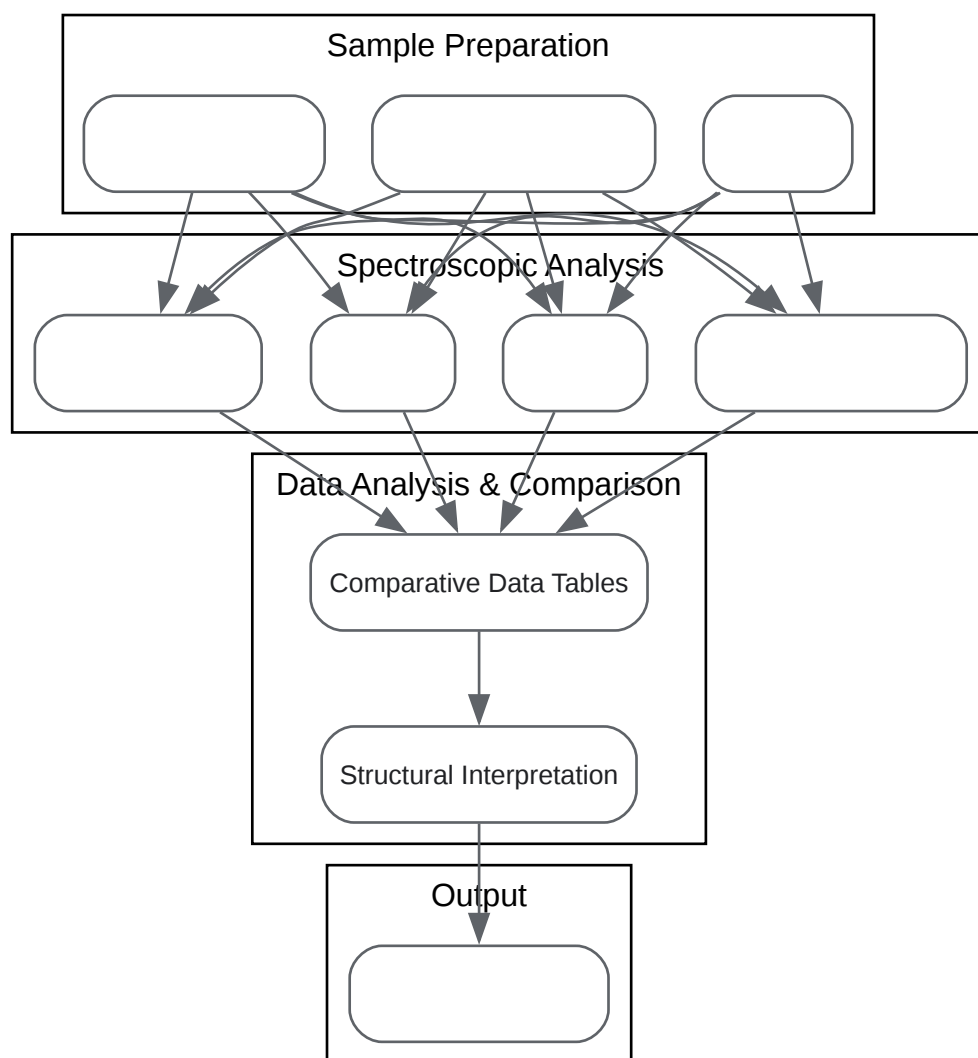 Sample Preparation
Spectroscopic Analysis
Data Analysis & Comparison
Comparative Data Tables
Structural Interpretation
Output